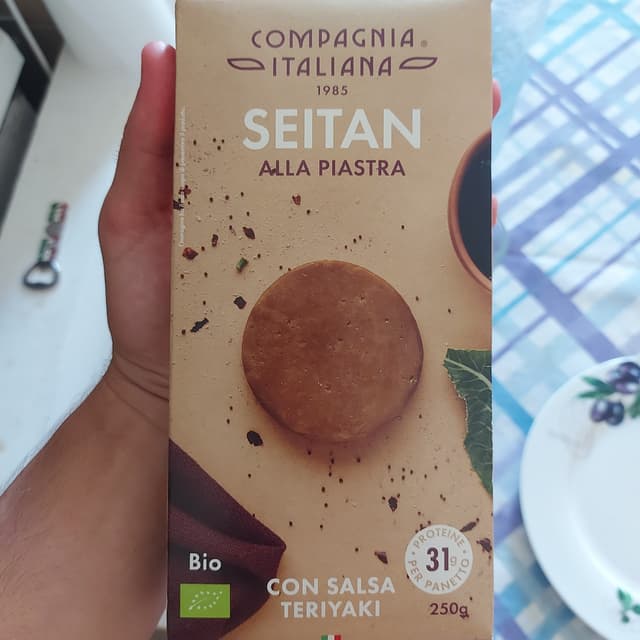 COMPAGNIA®
ITALIANA
1985
SEITAN
ALLA PIASTRA
PROTEINE
31g
PER PANETTO
Bio
CON SALSA
TERIYAKI
250g